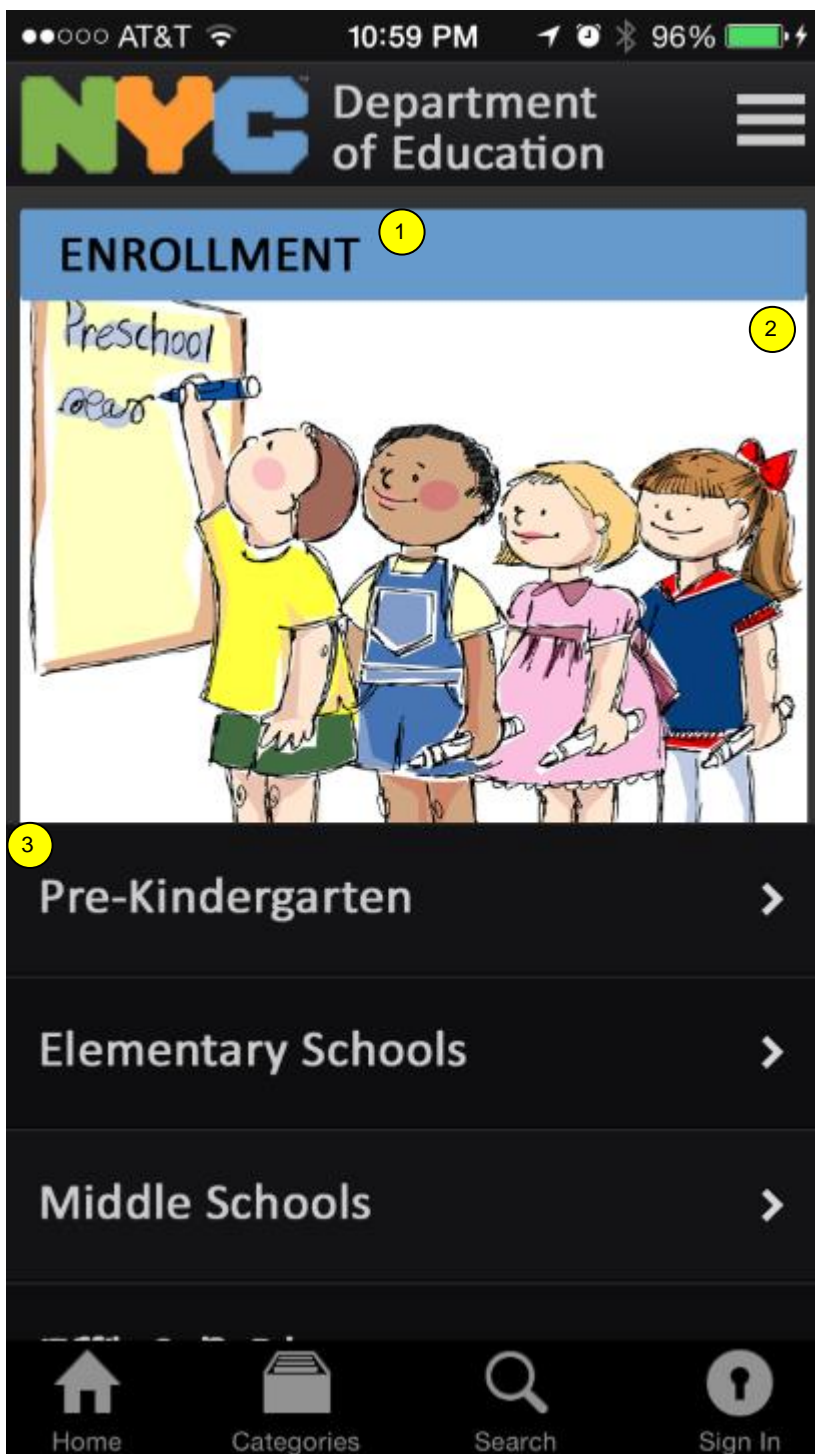 AT&T 10:59 PM 96%
NYC Department
of Education
ENROLLMENT 1
2
Preschool
3
Pre-Kindergarten
Elementary Schools
Middle Schools
Home Categories Search Sign In